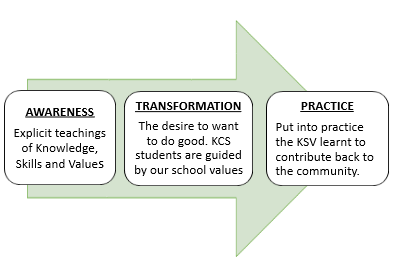 AWARENESS
Explicit teachings
of Knowledge,
Skills and Values
TRANSFORMATION
The desire to want
to do good. KCS
students are guided
by our school values
PRACTICE
Put into practice
the KSV learnt to
contribute back to
the community.